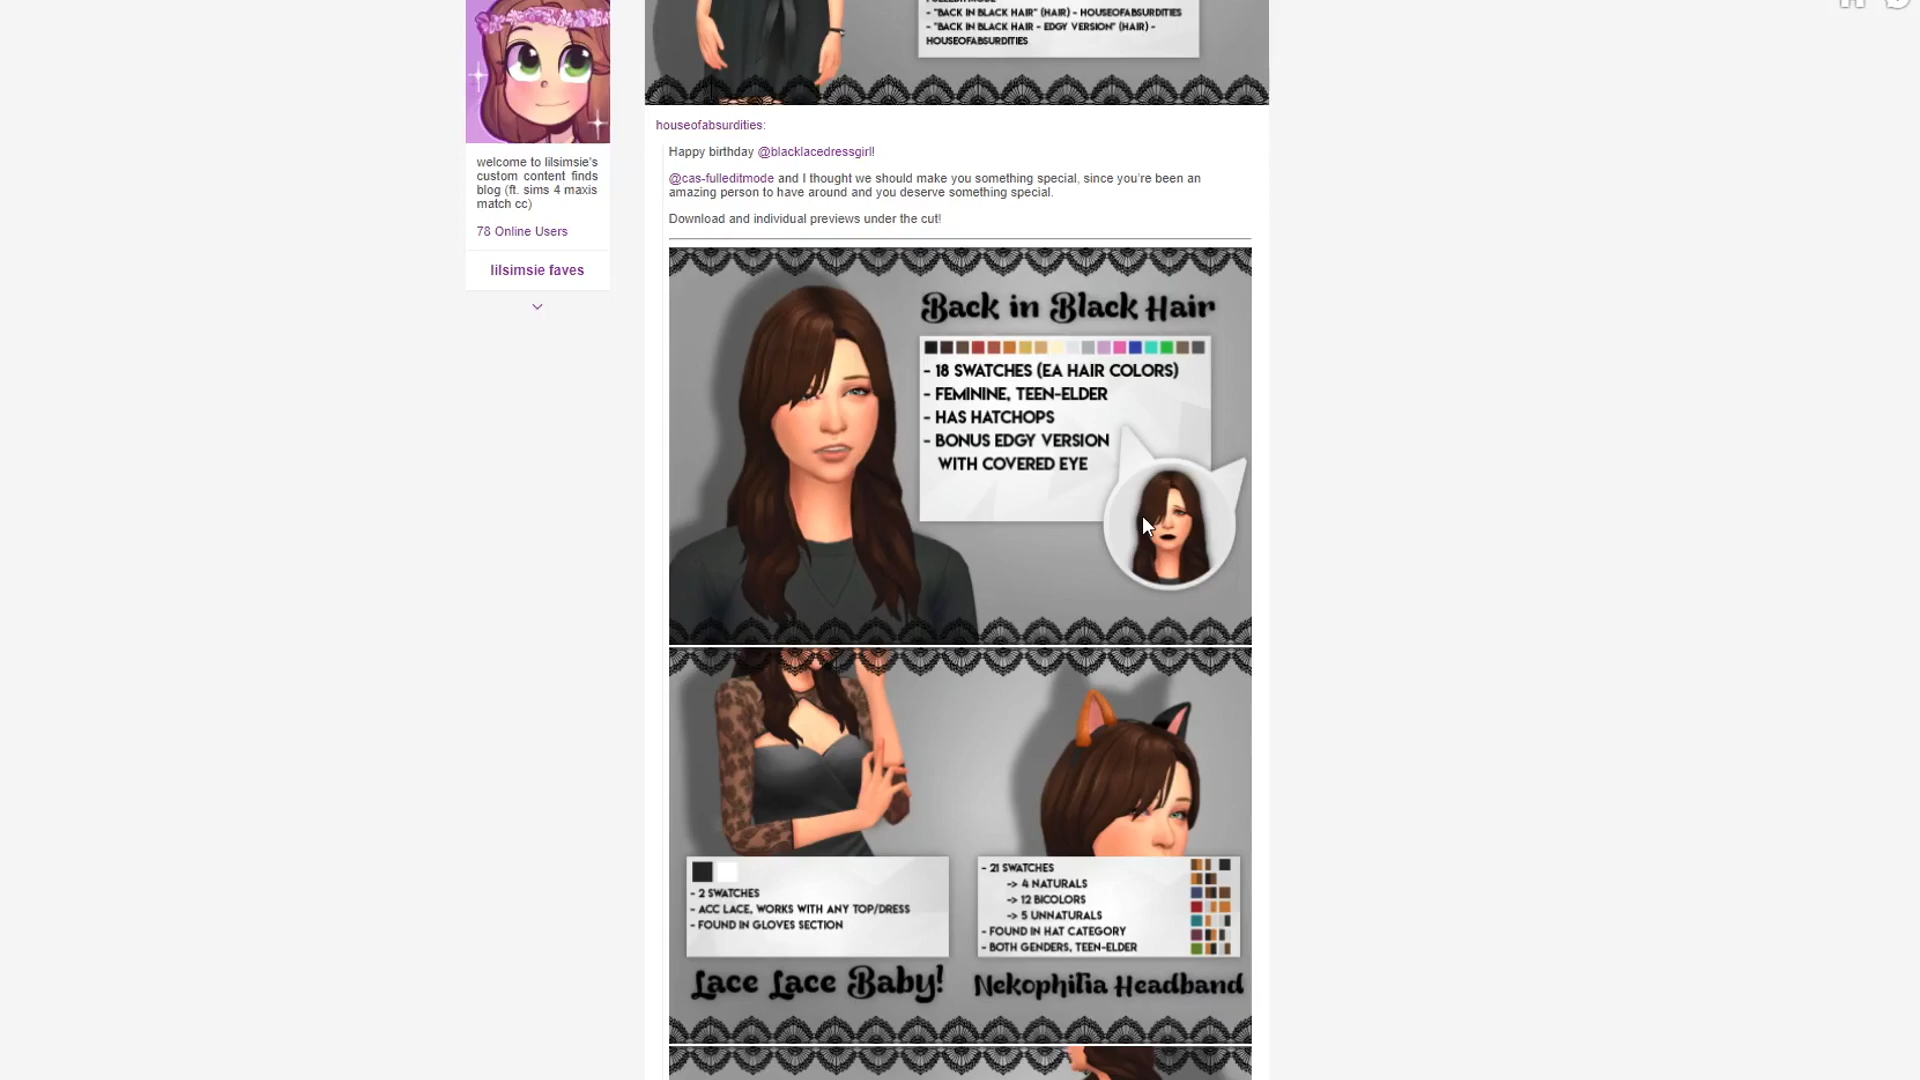 - "BACK IN BLACK HAIR" (HAIR) - HOUSEOFABSURDITIES
- "BACK IN BLACK HAIR - EDGY VERSION" (HAIR) -
HOUSEOFABSURDITIES
welcome to lilsimsie's
custom content finds
blog (ft. sims 4 maxis
match cc)
78 Online Users
lilsimsie faves
houseofabsurdities:
Happy birthday @blacklacedressgirl!
@cas-fulleditmode and I thought we should make you something special, since you're been an
amazing person to have around and you deserve something special.
Download and individual previews under the cut!
Back in Black Hair
- 18 SWATCHES (EA HAIR COLORS)
- FEMININE, TEEN-ELDER
- HAS HATCHOPS
- BONUS EDGY VERSION
WITH COVERED EYE
- 2 SWATCHES
- ACC LACE, WORKS WITH ANY TOP/DRESS
- FOUND IN GLOVES SECTION
Lace Lace Baby!
- 21 SWATCHES
-> 4 NATURALS
-> 12 BICOLORS
-> 5 UNNATURALS
- FOUND IN HAT CATEGORY
- BOTH GENDERS, TEEN-ELDER
Nekophilia Headband